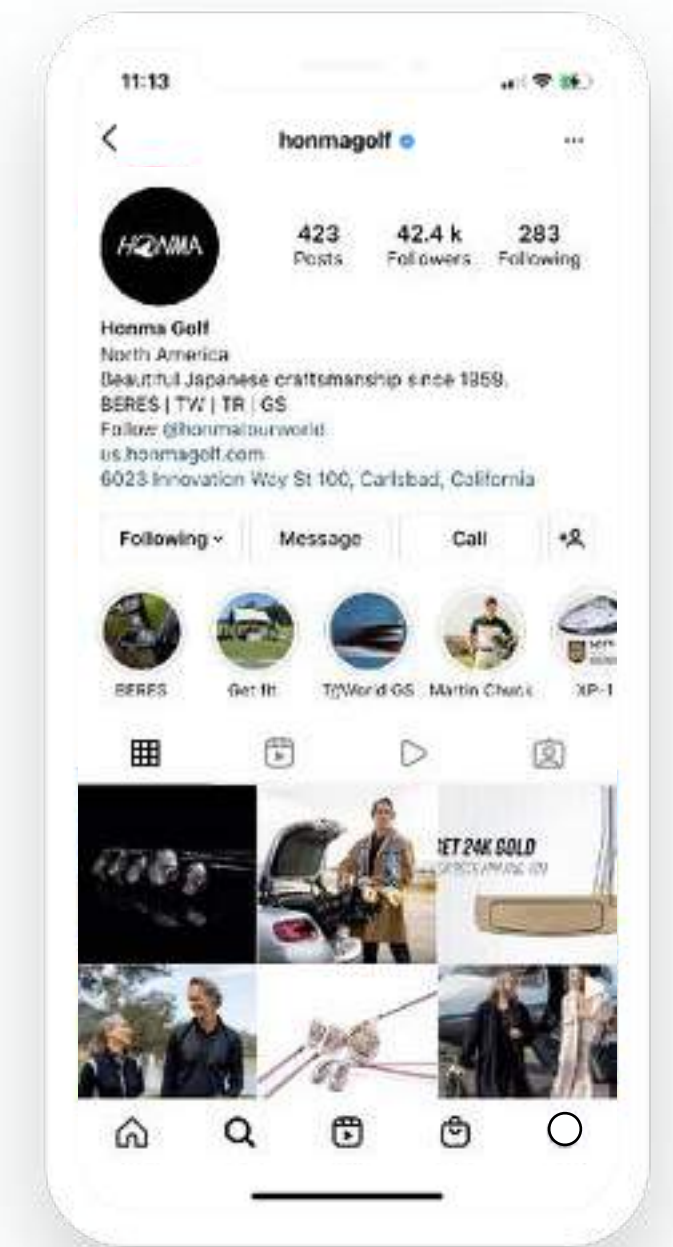 11:13
honmagolf
HONMA
423 42.4 k 283
Posts Followers Following
Honma Golf
North America
Beautiful Japanese craftsmanship since 1959.
BERES | TW | TR | GS
Follow @honmatourworld
us.honmagolf.com
6023 Innovation Way St 100, Carlsbad, California
Following Message Call
BERES Get fit T//World GS Martin Chuck XP-1
ET 24K GOLD